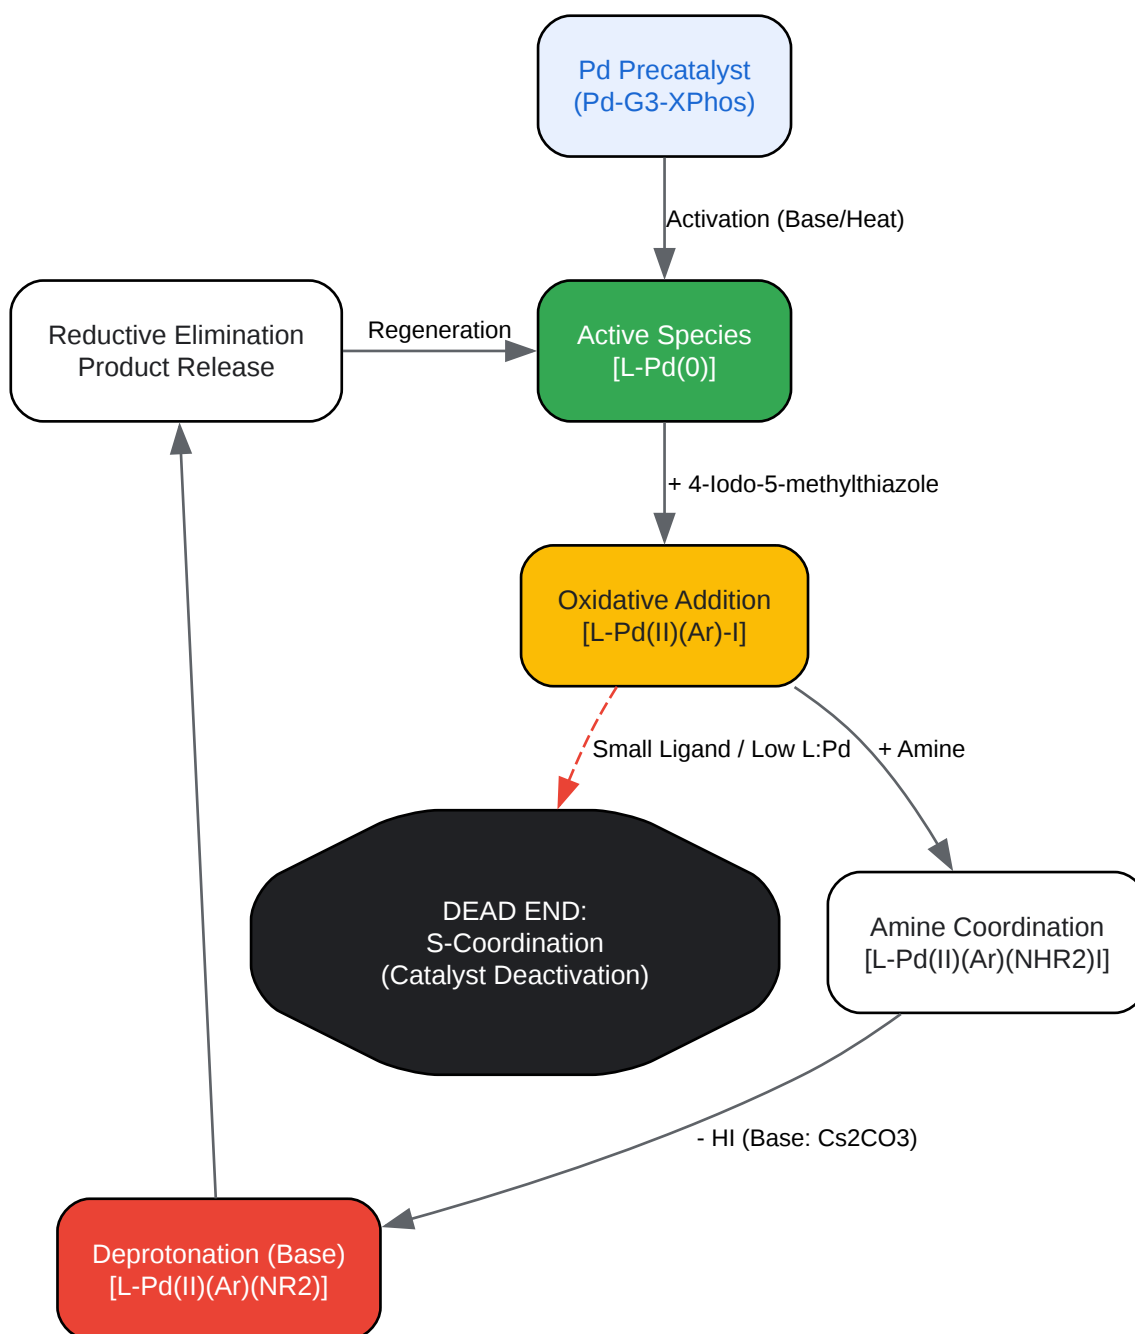 Pd Precatalyst
(Pd-G3-XPhos)
Activation (Base/Heat)
Reductive Elimination
Product Release
Regeneration
Active Species
[L-Pd(0)]
+ 4-Iodo-5-methylthiazole
Oxidative Addition
[L-Pd(II)(Ar)-I]
Small Ligand / Low L:Pd
+ Amine
DEAD END:
S-Coordination
(Catalyst Deactivation)
Amine Coordination
[L-Pd(II)(Ar)(NHR2)I]
- HI (Base: Cs2CO3)
Deprotonation (Base)
[L-Pd(II)(Ar)(NR2)]